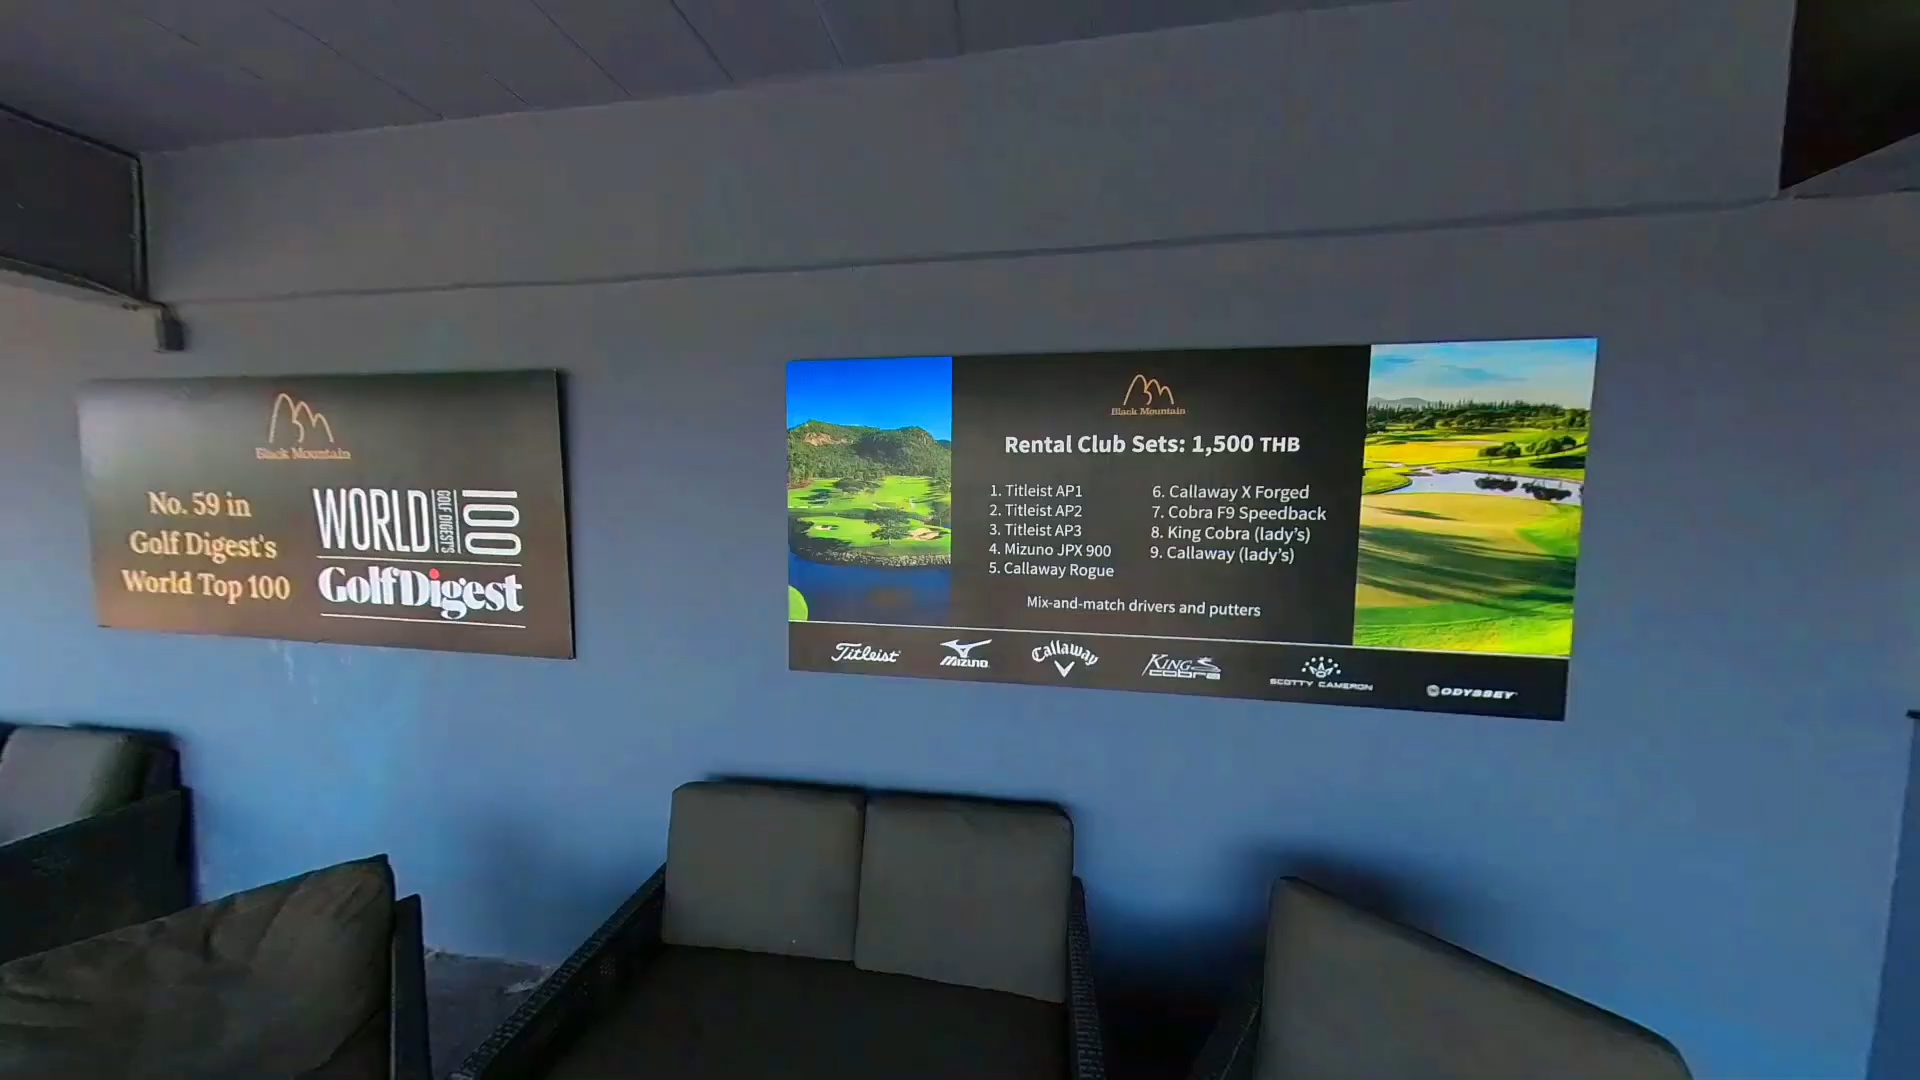 Black Mountain
No. 59 in
Golf Digest's
World Top 100
WORLD
GOLF DIGEST'S
100
GolfDigest
Black Mountain
Rental Club Sets: 1,500 THB
1. Titleist AP1
2. Titleist AP2
3. Titleist AP3
4. Mizuno JPX 900
5. Callaway Rogue
6. Callaway X Forged
7. Cobra F9 Speedback
8. King Cobra (lady's)
9. Callaway (lady's)
Mix-and-match drivers and putters
Titleist
MIZUNO
Callaway
KING cobra
SCOTTY CAMERON
ODYSSEY